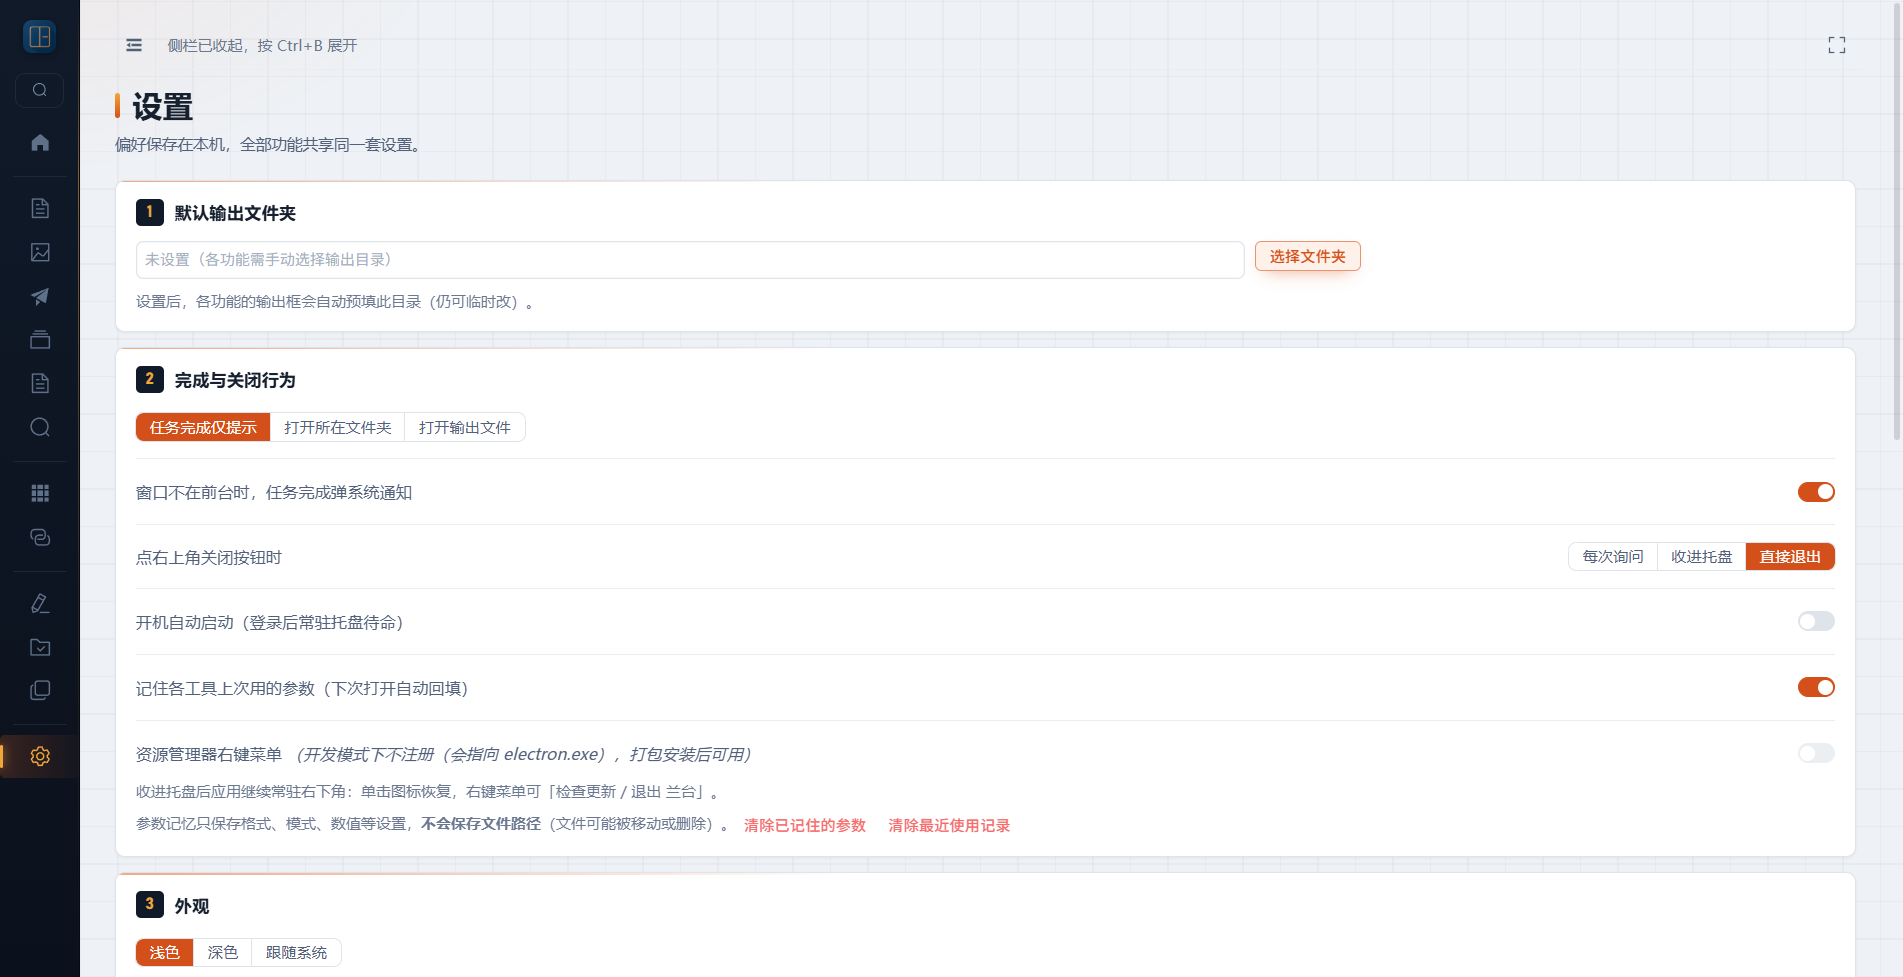 侧栏已收起，按 Ctrl+B 展开
设置
偏好保存在本机，全部功能共享同一套设置。
1 默认输出文件夹
未设置（各功能需手动选择输出目录） 选择文件夹
设置后，各功能的输出框会自动预填此目录（仍可临时改）。
2 完成与关闭行为
任务完成仅提示 打开所在文件夹 打开输出文件
窗口不在前台时，任务完成弹系统通知
点右上角关闭按钮时 每次询问 收进托盘 直接退出
开机自动启动（登录后常驻托盘待命）
记住各工具上次用的参数（下次打开自动回填）
资源管理器右键菜单 （开发模式下不注册（会指向 electron.exe），打包安装后可用）
收进托盘后应用继续常驻右下角：单击图标恢复，右键菜单可「检查更新 / 退出 兰台」。
参数记忆只保存格式、模式、数值等设置，不会保存文件路径（文件可能被移动或删除）。 清除已记住的参数 清除最近使用记录
3 外观
浅色 深色 跟随系统